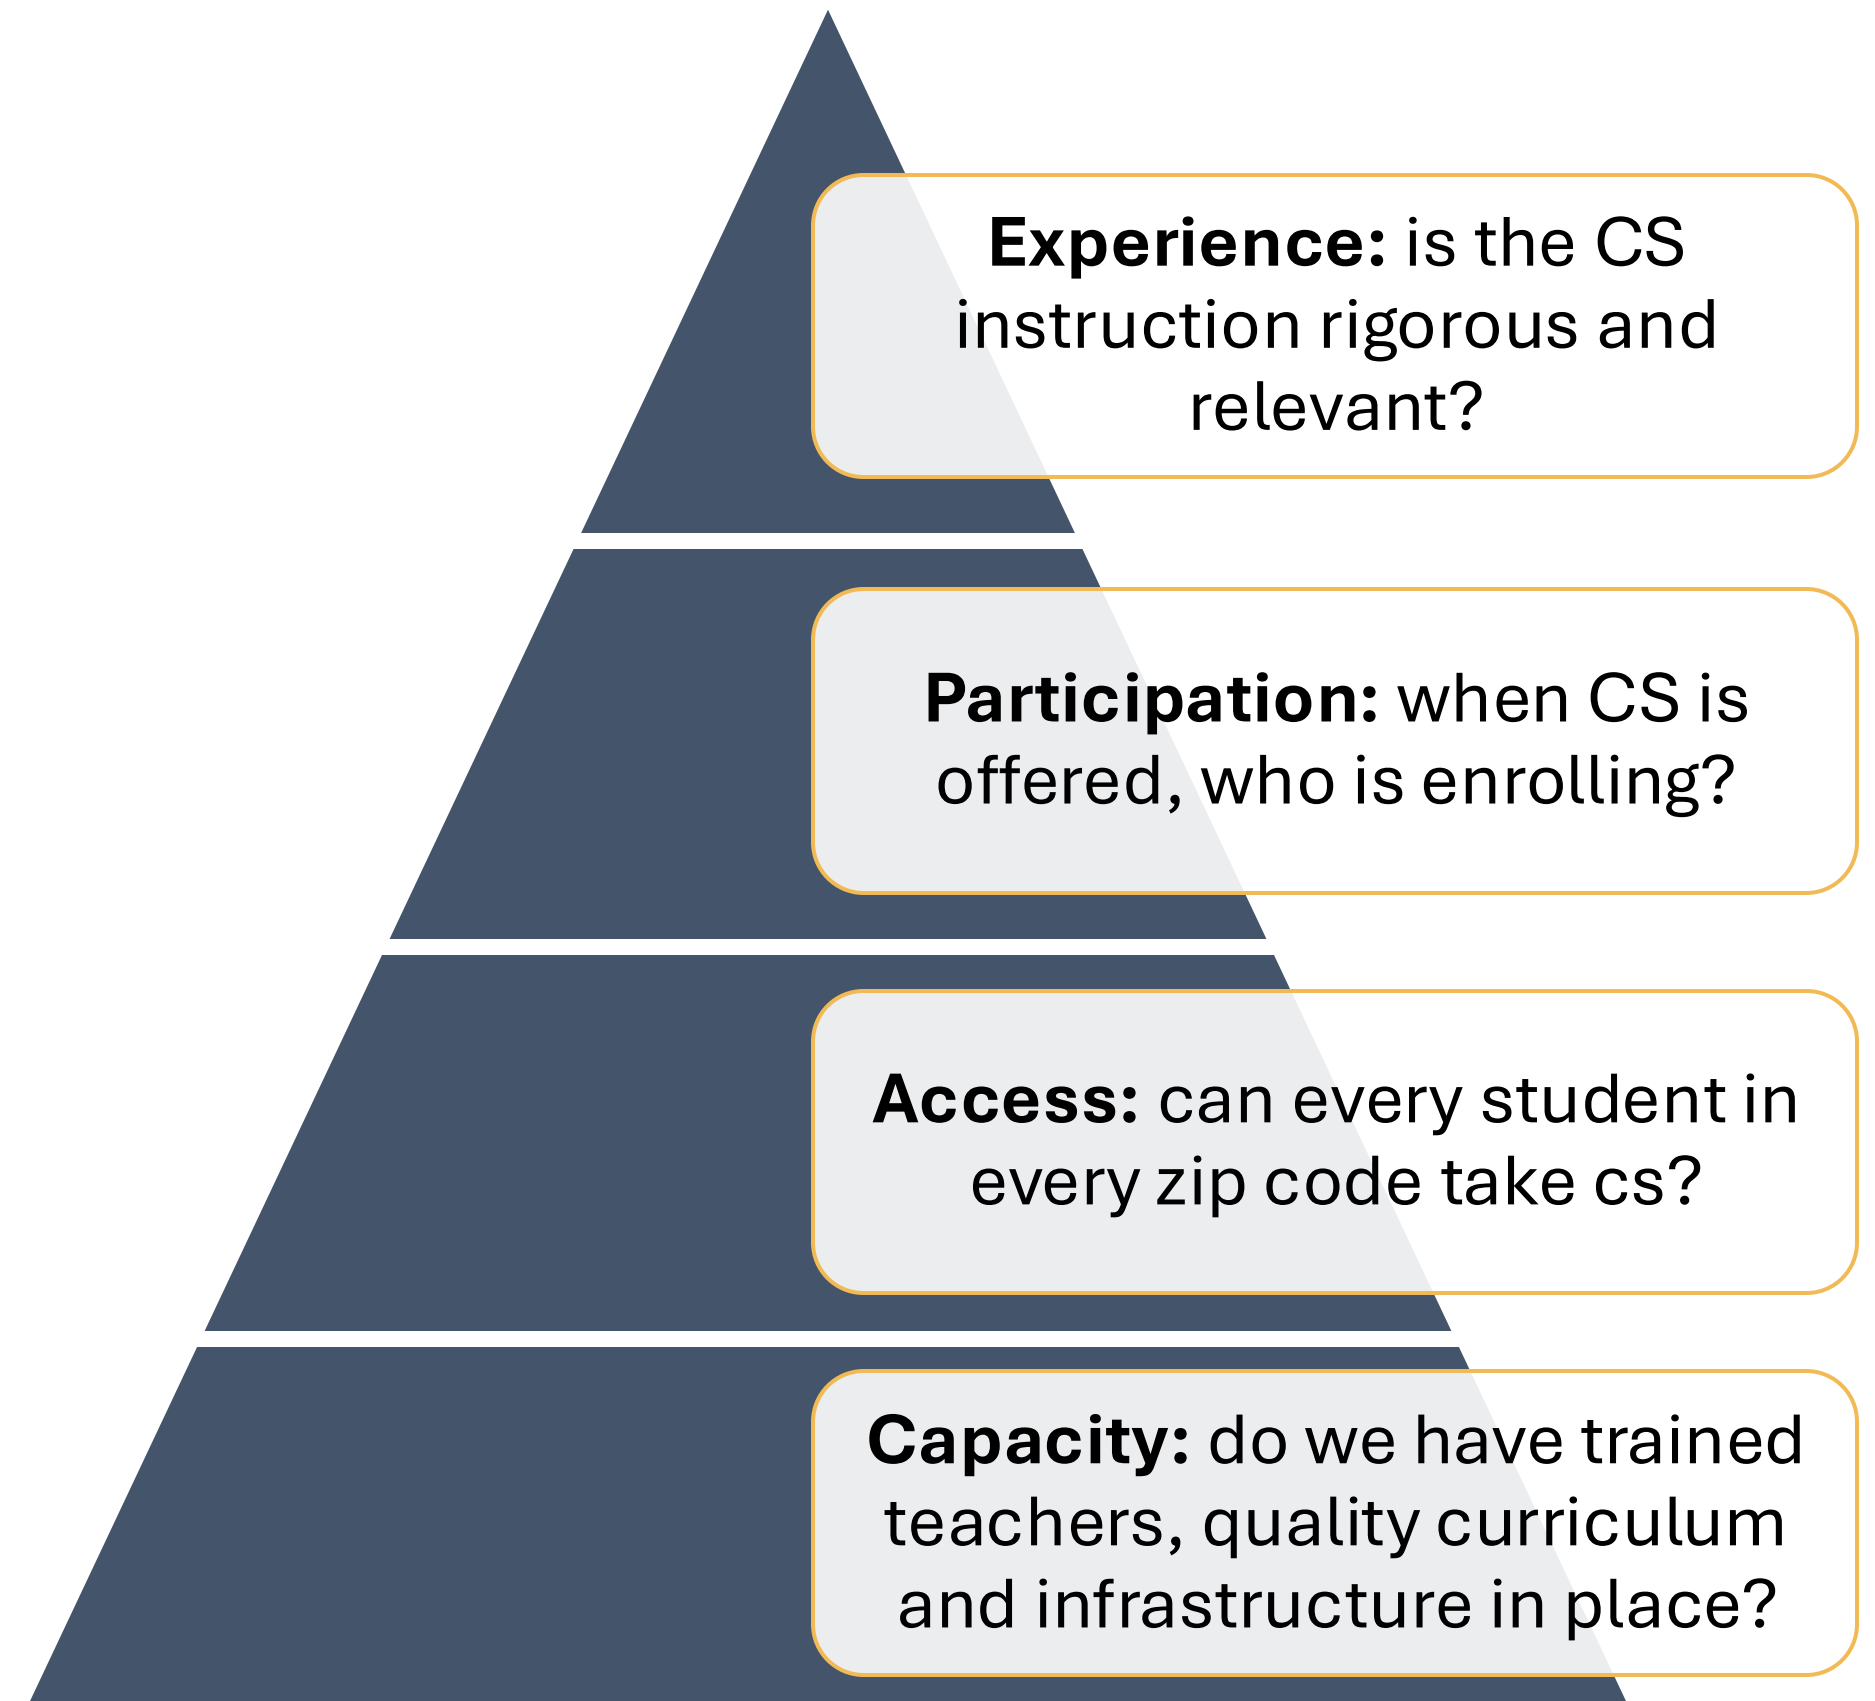 Experience: is the CS
instruction rigorous and
relevant?
Participation: when CS is
offered, who is enrolling?
Access: can every student in
every zip code take cs?
Capacity: do we have trained
teachers, quality curriculum
and infrastructure in place?